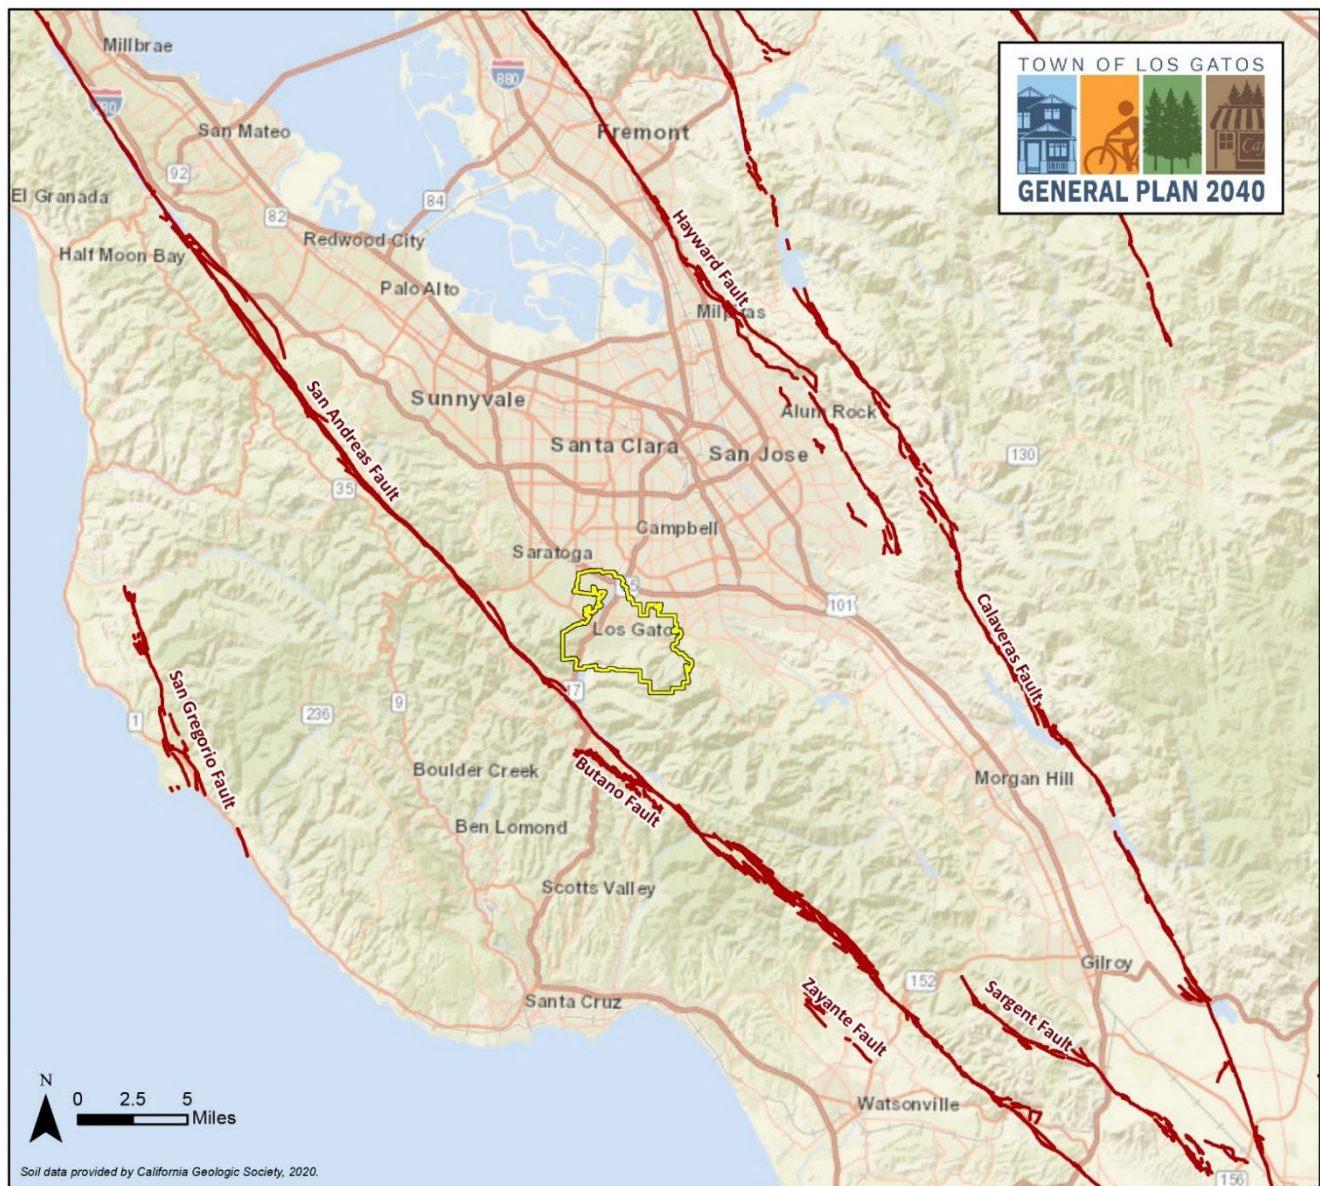 Millbrae
880
TOWN OF LOS GATOS
San Mateo
Fremont
92
GENERAL PLAN 2040
El Granada
84
82
Redwood City
Half Moon Bay
Hayward Fault
Palo Alto
San Andreas Fault
Sunnyvale
Alum Rock
Santa Clara
San Jose
130
35
Campbell
Saratoga
Calaveras Fault
101
Los Gato
San Gregorio Fault
17
9
236
1
Boulder Creek
Butano Fault
Morgan Hill
Ben Lomond
Scotts Valley
Gilroy
152
Zayante Fault
Sargent Fault
Santa Cruz
N
0 2.5 5
Miles
Watsonville
Soil data provided by California Geologic Society, 2020.
156